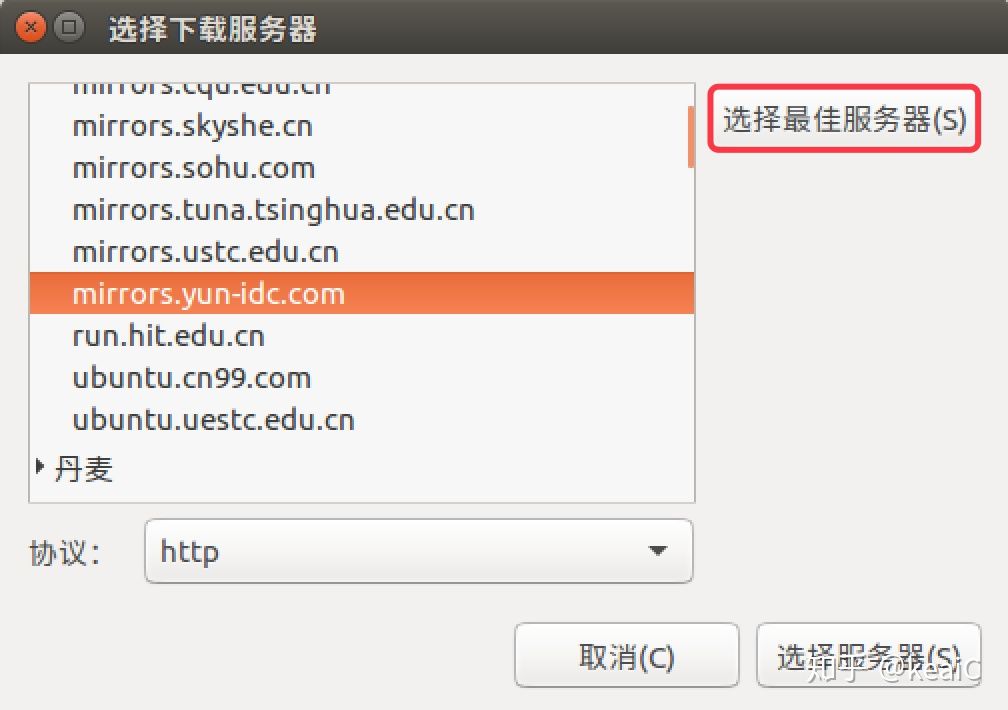 选择下载服务器
mirrors.cqu.edu.cn
选择最佳服务器(S)
mirrors.skyshe.cn
mirrors.sohu.com
mirrors.tuna.tsinghua.edu.cn
mirrors.ustc.edu.cn
mirrors.yun-idc.com
run.hit.edu.cn
ubuntu.cn99.com
ubuntu.uestc.edu.cn
丹麦
协议：
http
取消(C)
选择服务器(S)
知乎 @KeaiC